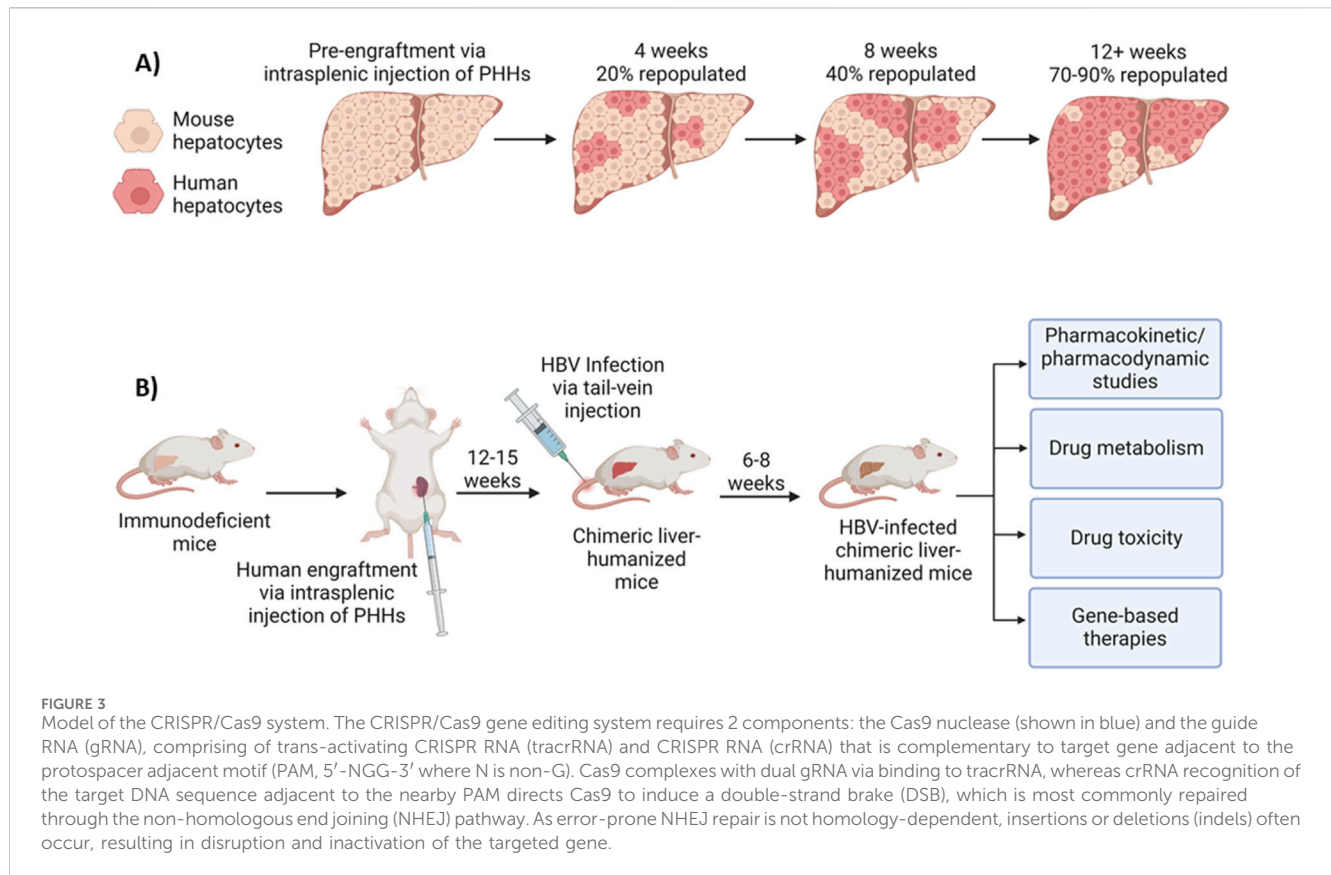 A)
Mouse
hepatocytes
Human
hepatocytes
Pre-engraftment via
intrasplenic injection of PHHs
4 weeks
20% repopulated
8 weeks
40% repopulated
12+ weeks
70-90% repopulated
B)
Immunodeficient
mice
Human engraftment
via intrasplenic
injection of PHHs
12-15
weeks
HBV Infection
via tail-vein
injection
Chimeric liver-
humanized
mice
6-8
weeks
HBV-infected
chimeric liver-
humanized mice
Pharmacokinetic/
pharmacodynamic
studies
Drug metabolism
Drug toxicity
Gene-based
therapies
FIGURE 3
Model of the CRISPR/Cas9 system. The CRISPR/Cas9 gene editing system requires 2 components: the Cas9 nuclease (shown in blue) and the guide
RNA (gRNA), comprising of trans-activating CRISPR RNA (tracrRNA) and CRISPR RNA (crRNA) that is complementary to target gene adjacent to the
protospacer adjacent motif (PAM, 5′-NGG-3′ where N is non-G). Cas9 complexes with dual gRNA via binding to tracrRNA, whereas crRNA recognition of
the target DNA sequence adjacent to the nearby PAM directs Cas9 to induce a double-strand brake (DSB), which is most commonly repaired
through the non-homologous end joining (NHEJ) pathway. As error-prone NHEJ repair is not homology-dependent, insertions or deletions (indels) often
occur, resulting in disruption and inactivation of the targeted gene.